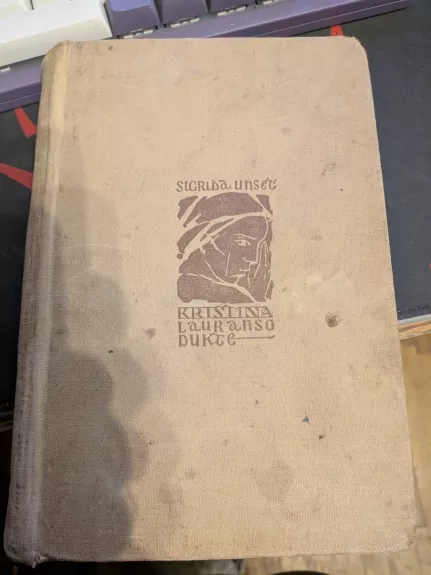 SIGRIDA UNSET
KRISTINA
LAURANSO
DUKTE